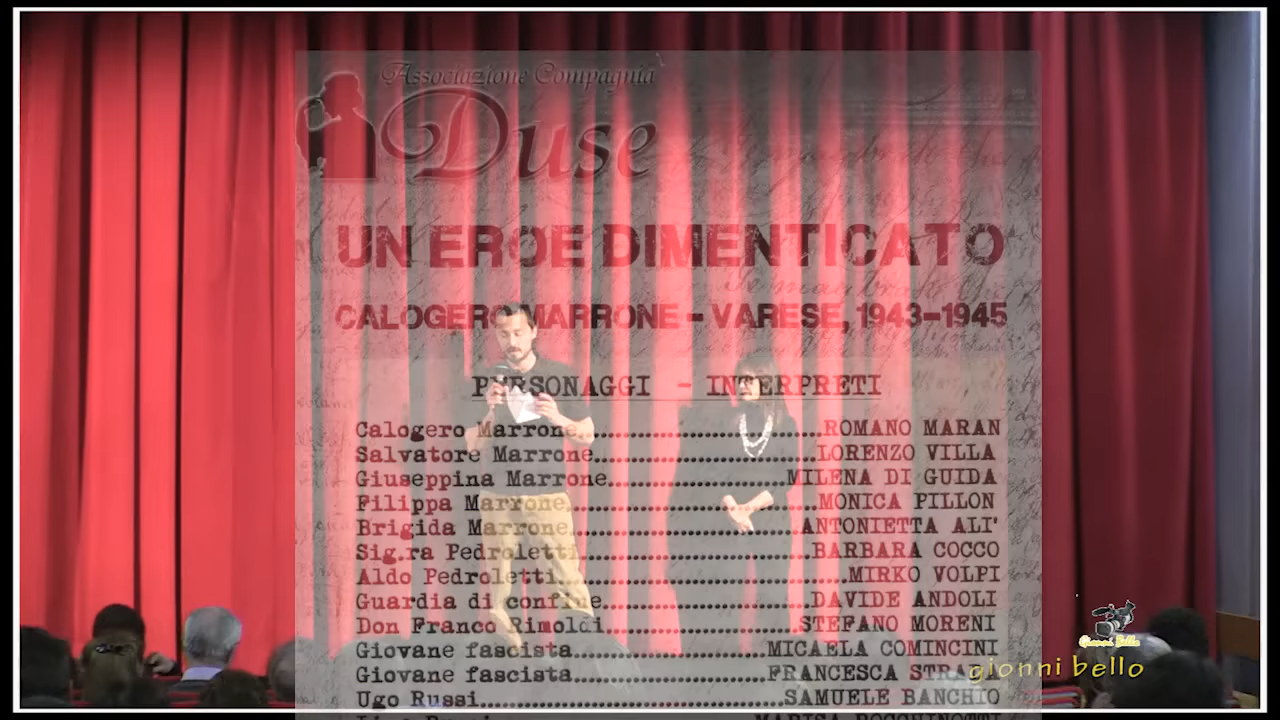 Associazione Compagnia
Duse
UN EROE DIMENTICATO
CALOGERO MARRONE - VARESE, 1943-1945
PERSONAGGI - INTERPRETI
Calogero Marrone..................ROMANO MARAN
Salvatore Marrone..................LORENZO VILLA
Giuseppina Marrone..............MILENA DI GUIDA
Filippa Marrone....................MONICA PILLON
Brigida Marrone..................ANTONIETTA ALI'
Sig.ra Pedroletti..................BARBARA COCCO
Aldo Pedroletti.......................MIRKO VOLPI
Guardia di confine................DAVIDE ANDOLI
Don Franco Rimoldi...............STEFANO MORENI
Giovane fascista...............MICAELA COMINCINI
Giovane fascista...............FRANCESCA
Ugo Russi........................SAMUELE BANCHIO
Gionni Bello
gionni bello